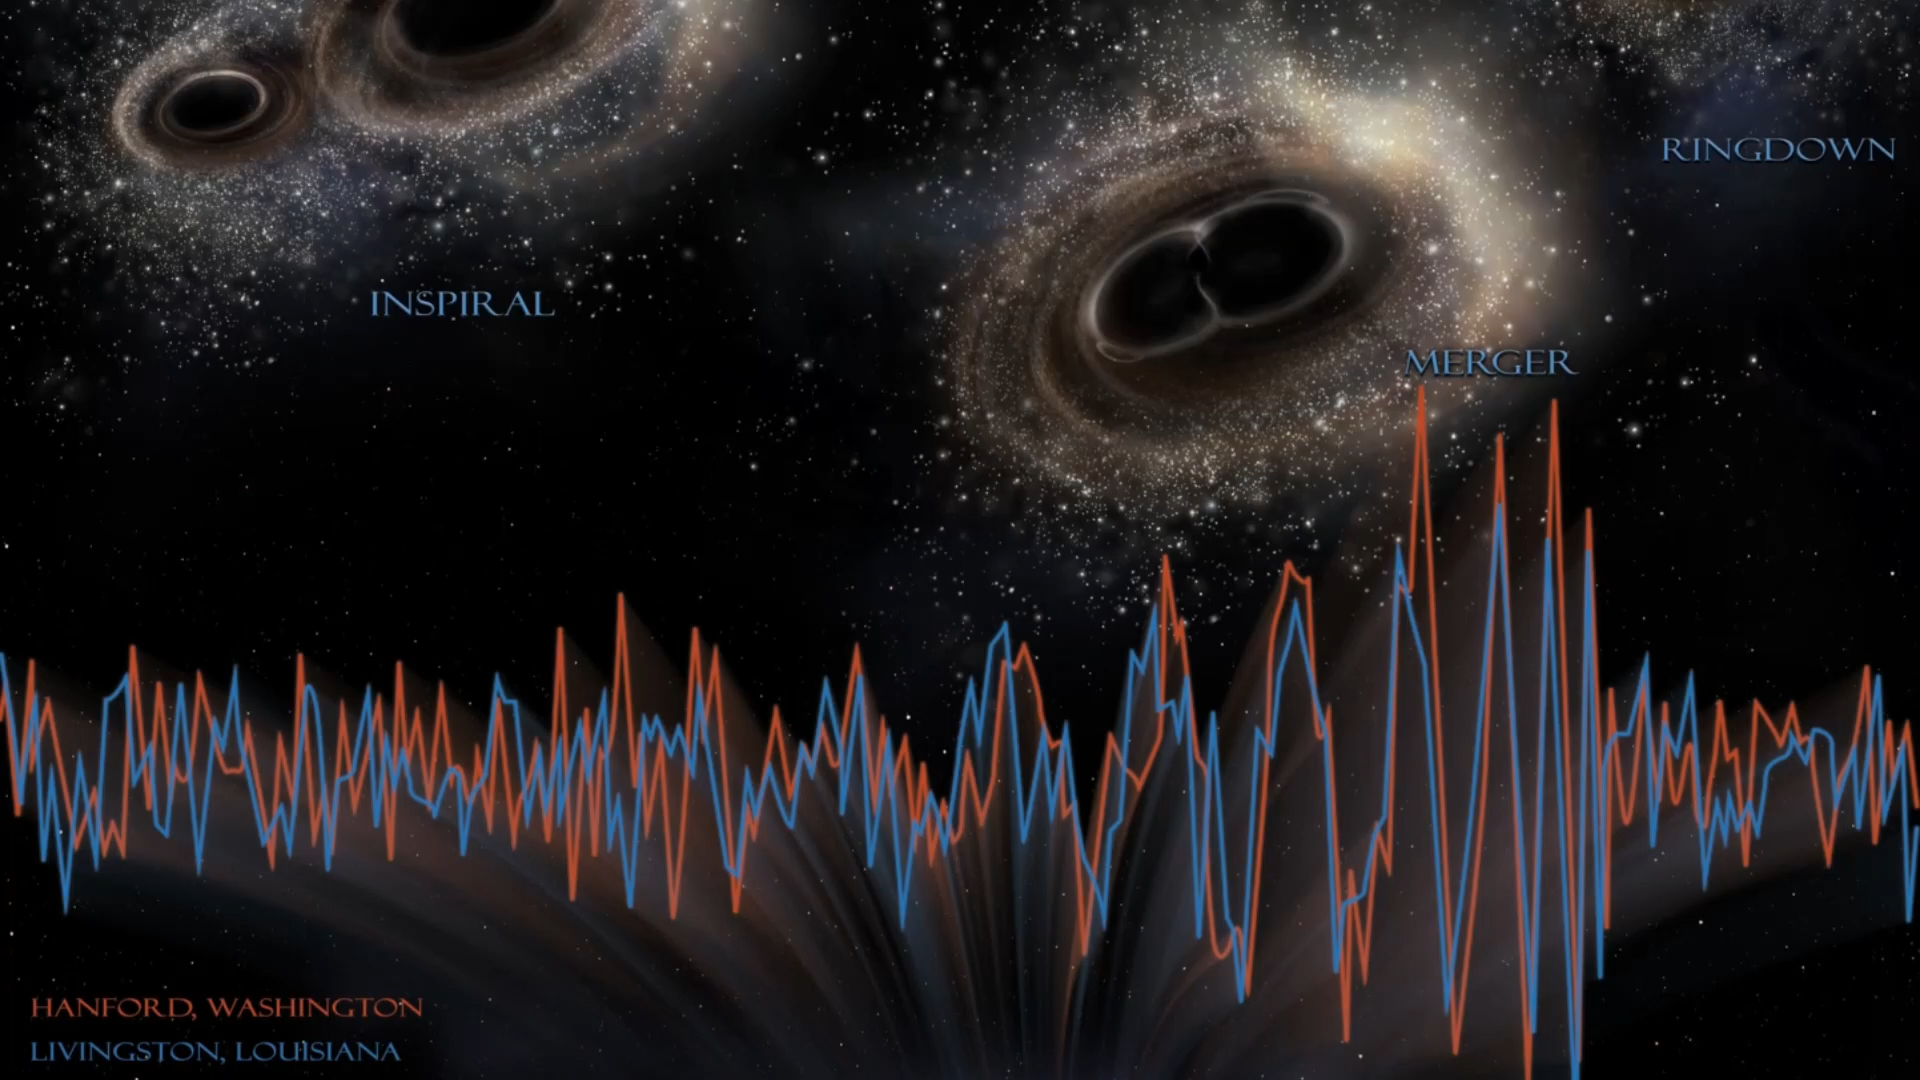 RINGDOWN
INSPIRAL
MERGER
HANFORD, WASHINGTON
LIVINGSTON, LOUISIANA